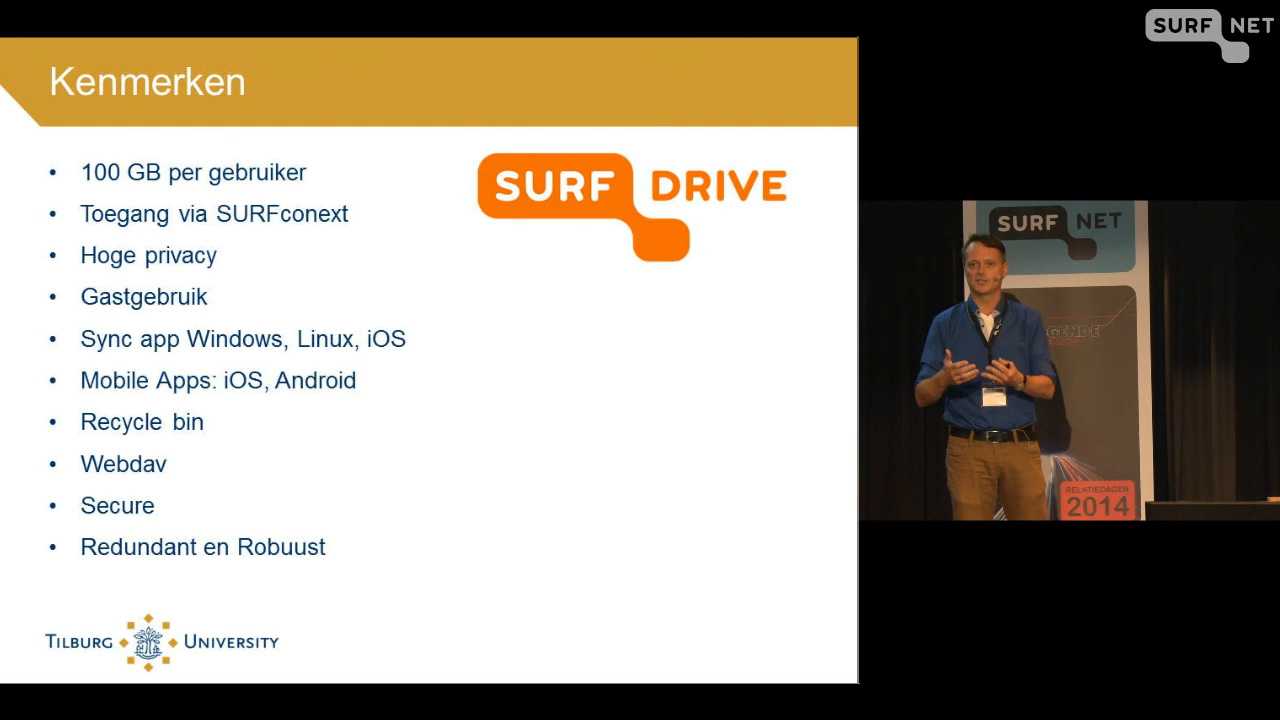 SURF NET
Kenmerken
• 100 GB per gebruiker
• Toegang via SURFconext
• Hoge privacy
• Gastgebruik
• Sync app Windows, Linux, iOS
• Mobile Apps: iOS, Android
• Recycle bin
• Webdav
• Secure
• Redundant en Robuust
SURF DRIVE
TILBURG UNIVERSITY
SURF NET
RELATIEDAGEN
2014